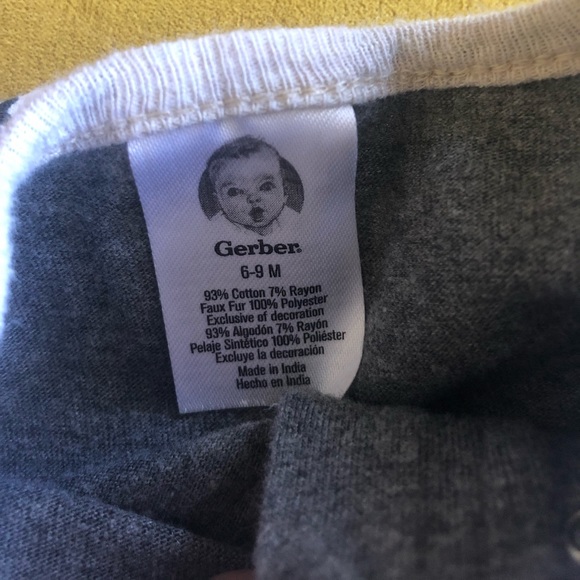 Gerber.
6-9 M
93% Cotton 7% Rayon
Faux Fur 100% Polyester
Exclusive of decoration
93% Algodón 7% Rayón
Pelaje Sintético 100% Poliéster
Excluye la decoración
Made in India
Hecho en India